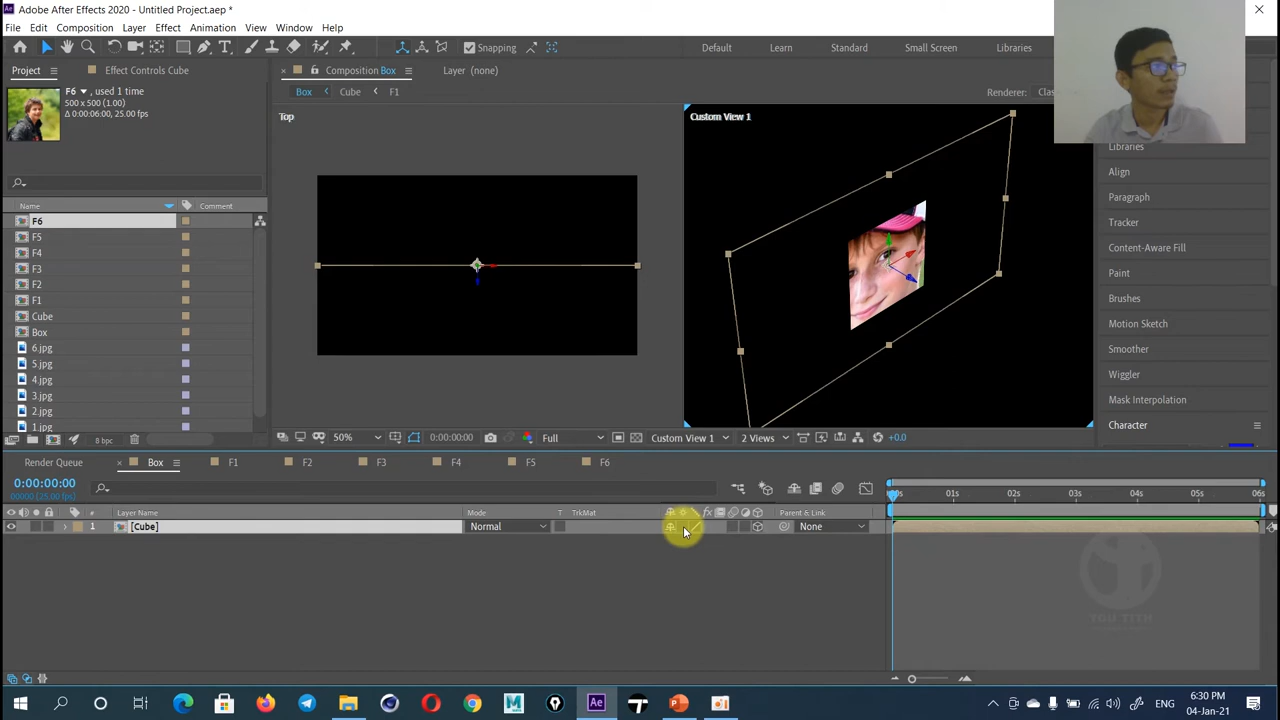 Adobe After Effects 2020 - Untitled Project.aep *
File Edit Composition Layer Effect Animation View Window Help
Snapping
Default Learn Standard Small Screen Libraries
Project
Effect Controls Cube
Composition Box
Layer (none)
F6 , used 1 time
500 x 500 (1.00)
Δ 0:00:06:00, 25.00 fps
Box Cube F1
Renderer:
Top
Custom View 1
Name Comment
F6
F5
F4
F3
F2
F1
Cube
Box
6.jpg
5.jpg
4.jpg
3.jpg
2.jpg
1.jpg
Libraries
Align
Paragraph
Tracker
Content-Aware Fill
Paint
Brushes
Motion Sketch
Smoother
Wiggler
Mask Interpolation
Character
8 bpc
50% 0:00:00:00 Full Custom View 1 2 Views +0.0
Render Queue Box F1 F2 F3 F4 F5 F6
0:00:00:00
00000 (25.00 fps)
# Layer Name Mode T TrkMat fx Parent & Link
01s 02s 03s 04s 05s 06s
1 [Cube] Normal None
YOU ITEM
6:30 PM
ENG
04-Jan-21